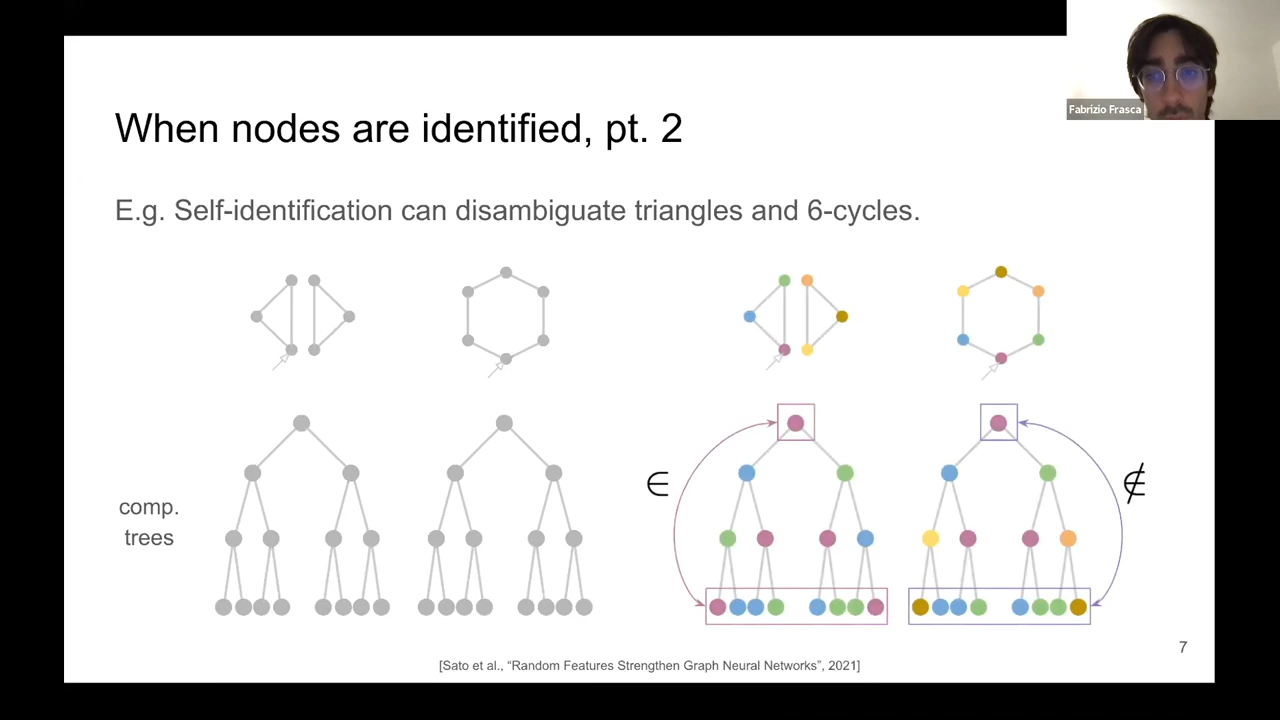 Fabrizio Frasca
When nodes are identified, pt. 2
E.g. Self-identification can disambiguate triangles and 6-cycles.
∈
∉
comp.
trees
7
[Sato et al., “Random Features Strengthen Graph Neural Networks”, 2021]